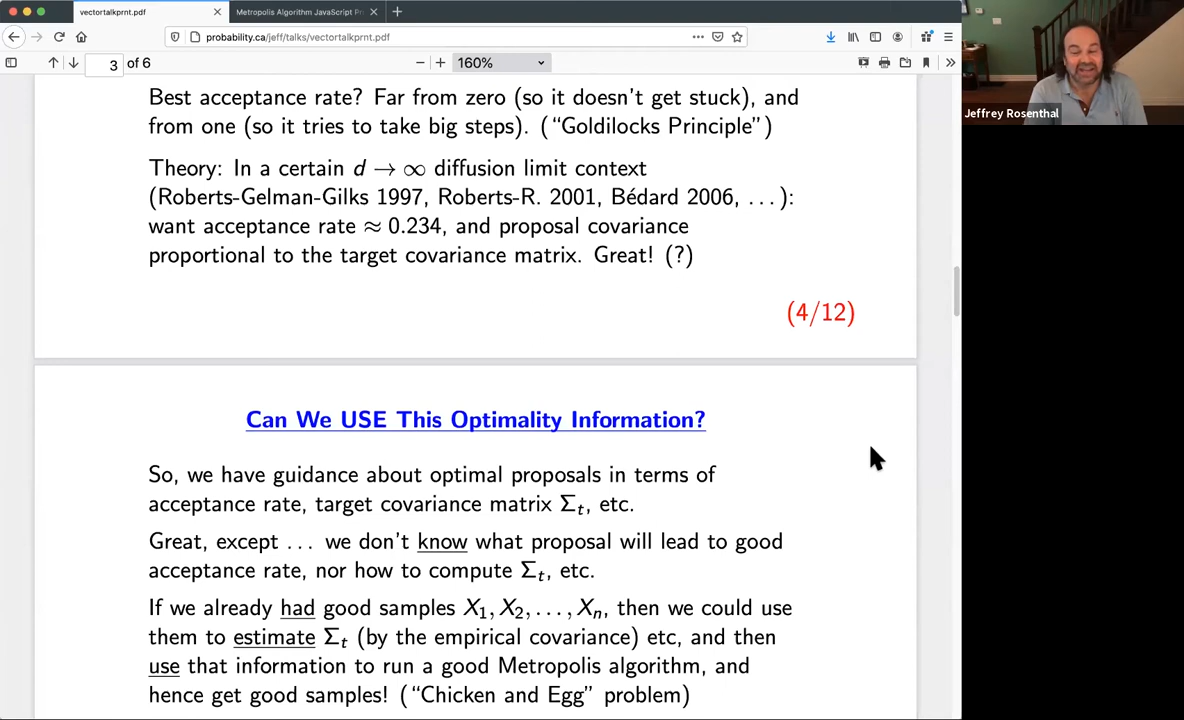 vectortalkprnt.pdf
Metropolis Algorithm JavaScript Pr
probability.ca/jeff/talks/vectortalkprnt.pdf
3 of 6
160%
Jeffrey Rosenthal
Best acceptance rate? Far from zero (so it doesn't get stuck), and
from one (so it tries to take big steps). (“Goldilocks Principle”)
Theory: In a certain d → ∞ diffusion limit context
(Roberts-Gelman-Gilks 1997, Roberts-R. 2001, Bédard 2006, . . . ):
want acceptance rate ≈ 0.234, and proposal covariance
proportional to the target covariance matrix. Great! (?)
(4/12)
Can We USE This Optimality Information?
So, we have guidance about optimal proposals in terms of
acceptance rate, target covariance matrix Σt, etc.
Great, except . . . we don't know what proposal will lead to good
acceptance rate, nor how to compute Σt, etc.
If we already had good samples X1, X2, . . . , Xn, then we could use
them to estimate Σt (by the empirical covariance) etc, and then
use that information to run a good Metropolis algorithm, and
hence get good samples! (“Chicken and Egg” problem)